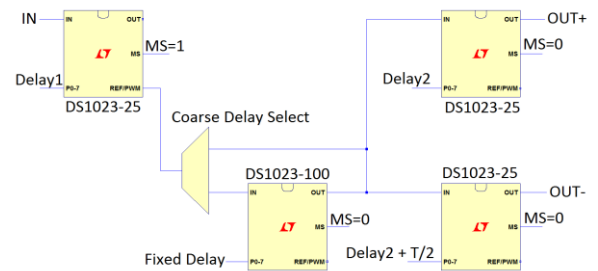 IN
IN
OUT
MS
MS=1
Delay1
P0-7
REF/PWM
DS1023-25
IN
OUT
OUT+
MS
MS=0
Delay2
P0-7
REF/PWM
DS1023-25
Coarse Delay Select
DS1023-100
IN
OUT
MS
MS=0
Fixed Delay
P0-7
REF/PWM
DS1023-25
IN
OUT
OUT-
MS
MS=0
Delay2 + T/2
P0-7
REF/PWM